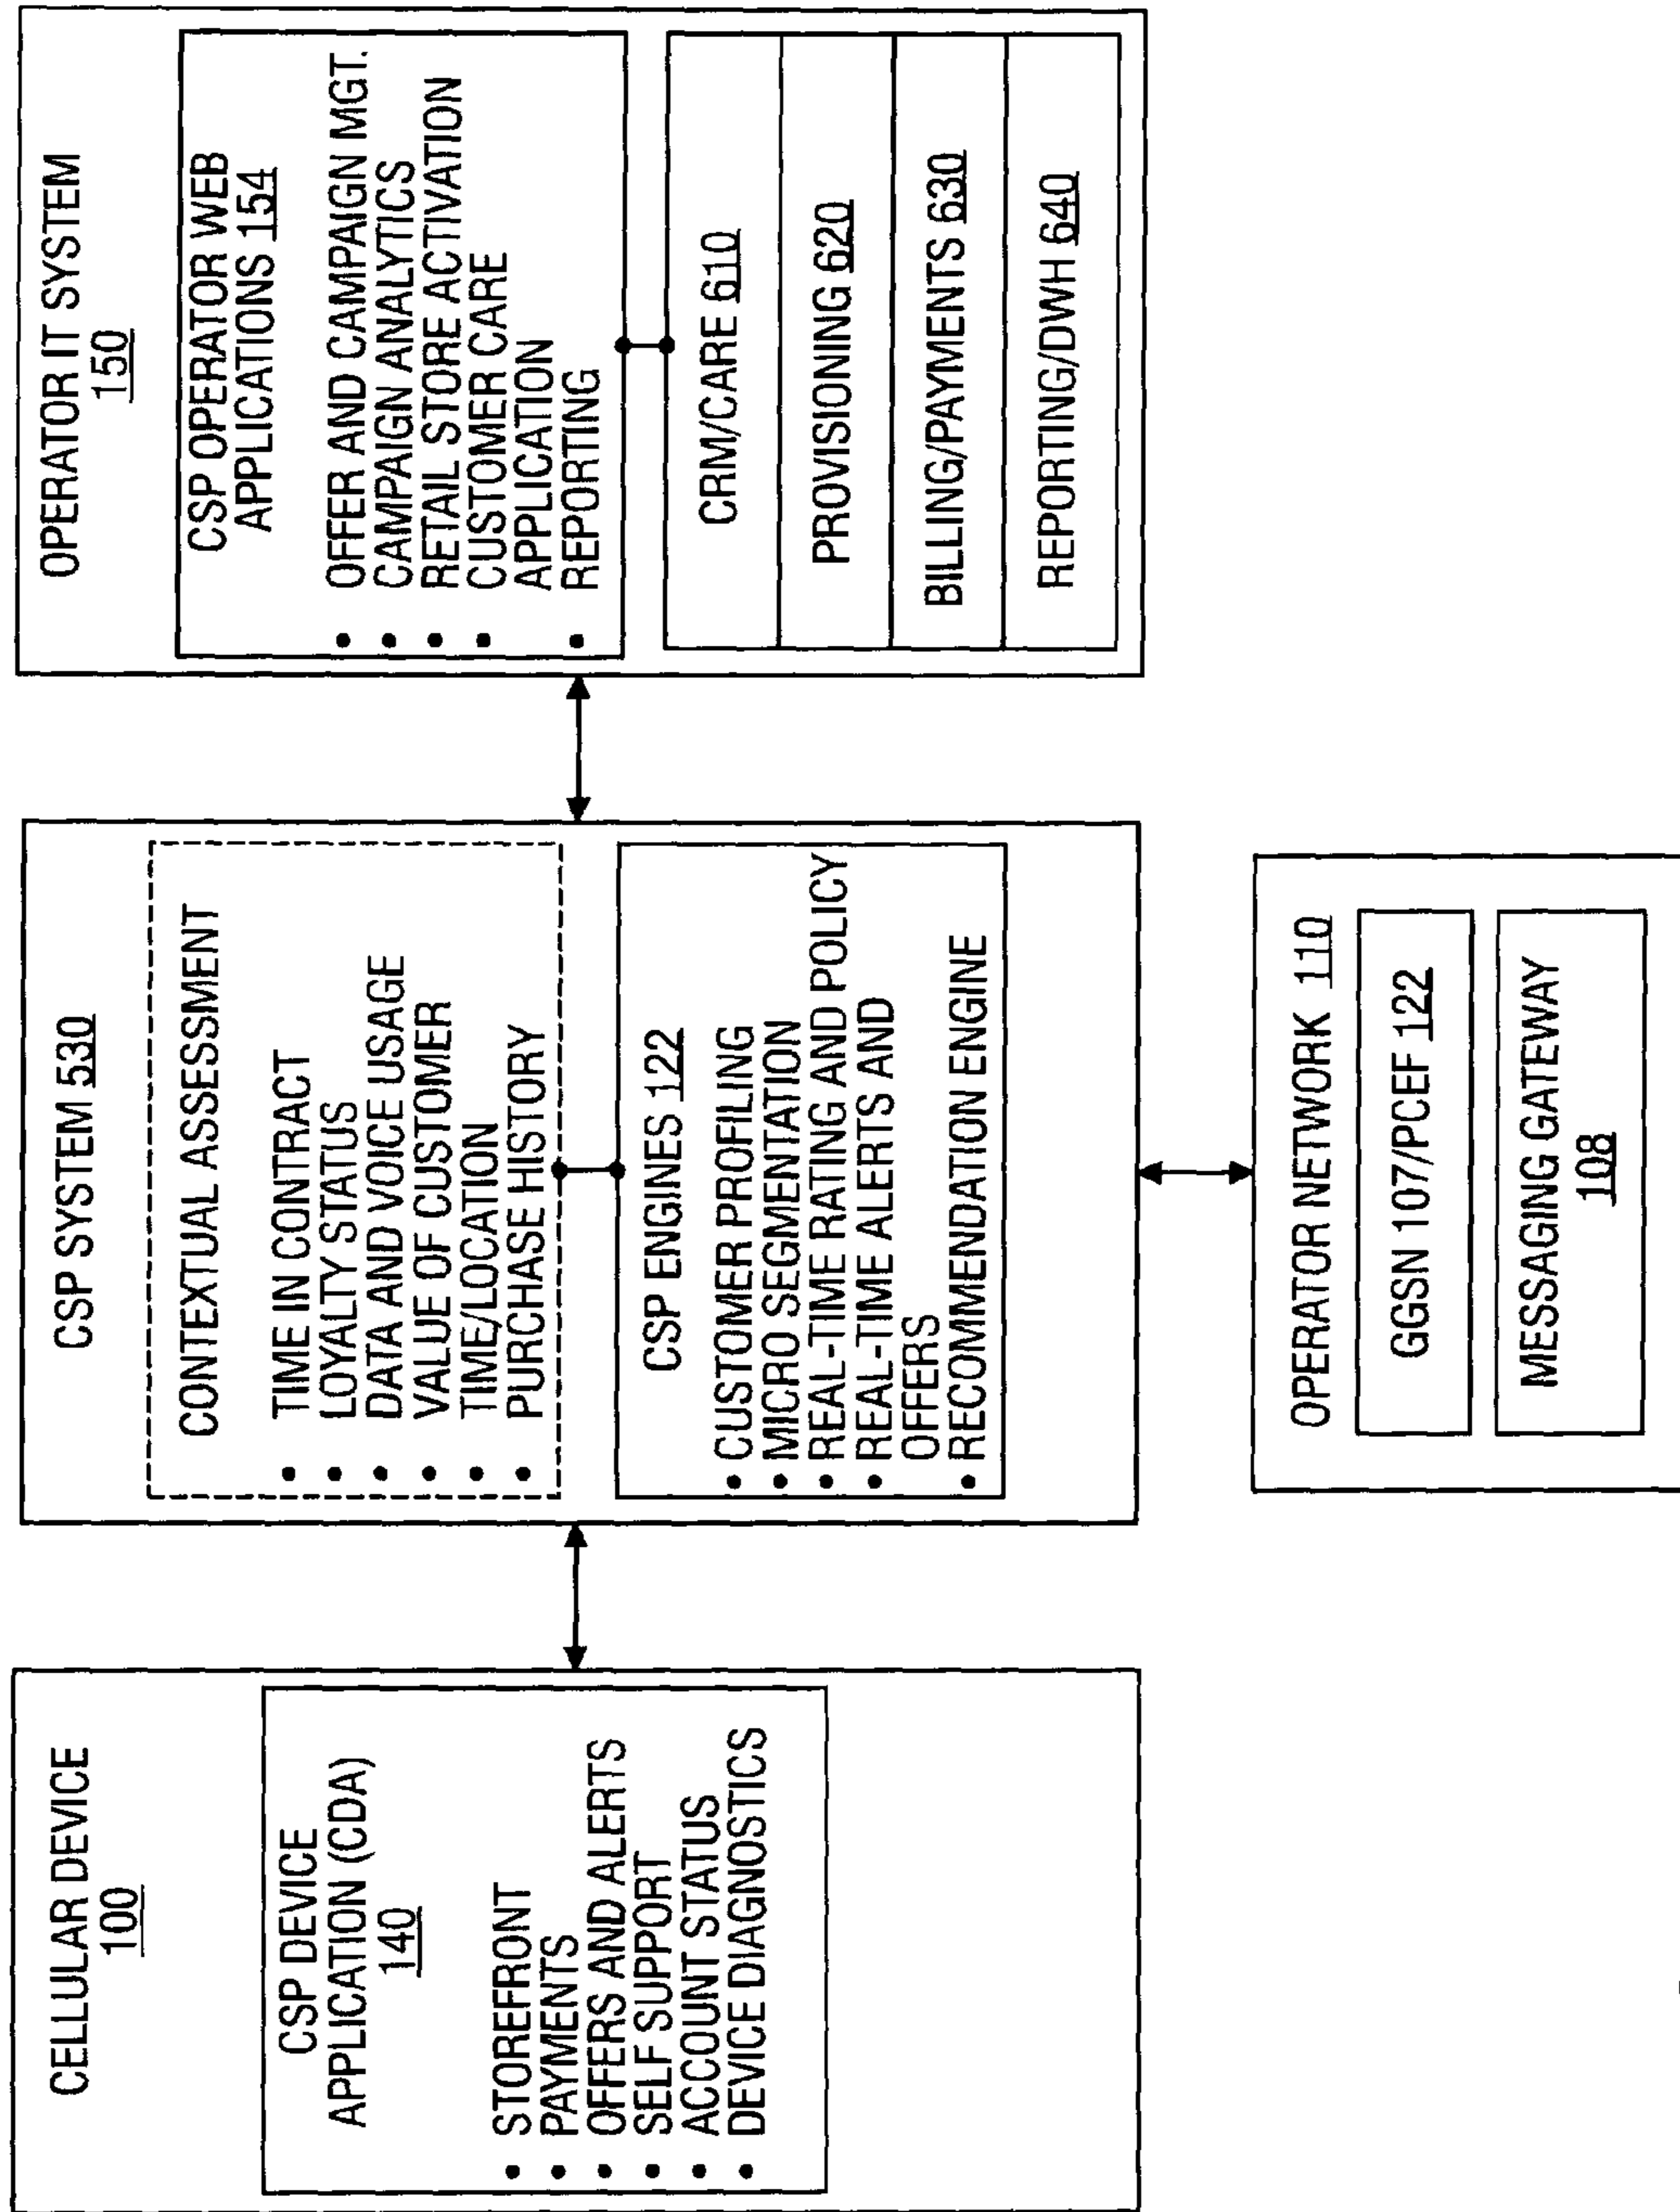 CELLULAR DEVICE
100
CSP DEVICE
APPLICATION (CDA)
140
• STOREFRONT
• PAYMENTS
• OFFERS AND ALERTS
• SELF SUPPORT
• ACCOUNT STATUS
• DEVICE DIAGNOSTICS
CSP SYSTEM 530
CONTEXTUAL ASSESSMENT
• TIME IN CONTRACT
• LOYALTY STATUS
• DATA AND VOICE USAGE
• VALUE OF CUSTOMER
• TIME/LOCATION
• PURCHASE HISTORY
CSP ENGINES 122
• CUSTOMER PROFILING
• MICRO SEGMENTATION
• REAL-TIME RATING AND POLICY
• REAL-TIME ALERTS AND
OFFERS
• RECOMMENDATION ENGINE
OPERATOR NETWORK 110
GGSN 107/PCEF 122
MESSAGING GATEWAY
108
OPERATOR IT SYSTEM
150
CSP OPERATOR WEB
APPLICATIONS 154
• OFFER AND CAMPAIGN MGT.
• CAMPAIGN ANALYTICS
• RETAIL STORE ACTIVATION
• CUSTOMER CARE
APPLICATION
• REPORTING
CRM/CARE 610
PROVISIONING 620
BILLING/PAYMENTS 630
REPORTING/DWH 640